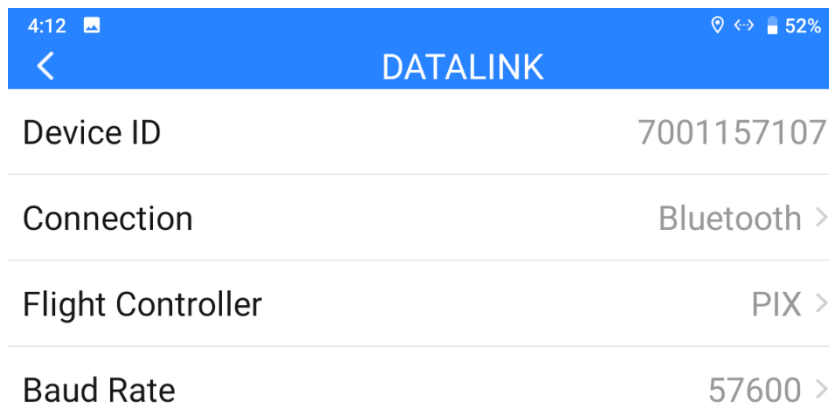 4:12 52%
DATALINK
Device ID 7001157107
Connection Bluetooth
Flight Controller PIX
Baud Rate 57600